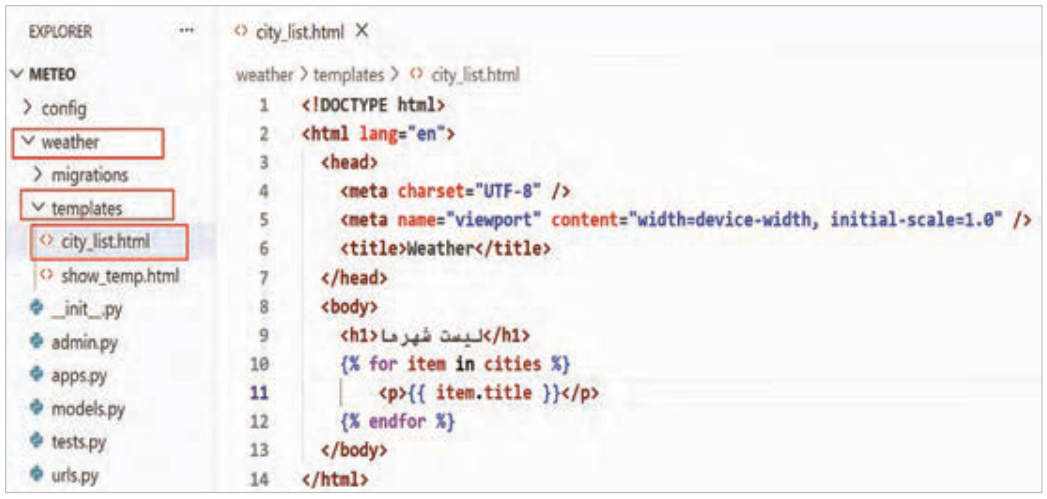 EXPLORER ...
METEO
config
weather
migrations
templates
city_list.html
show_temp.html
__init__.py
admin.py
apps.py
models.py
tests.py
urls.py
city_list.html X
weather > templates > city_list.html
1 <!DOCTYPE html>
2 <html lang="en">
3 <head>
4 <meta charset="UTF-8" />
5 <meta name="viewport" content="width=device-width, initial-scale=1.0" />
6 <title>Weather</title>
7 </head>
8 <body>
9 <h1>لیست شهرها</h1>
10 {% for item in cities %}
11 <p>{{ item.title }}</p>
12 {% endfor %}
13 </body>
14 </html>